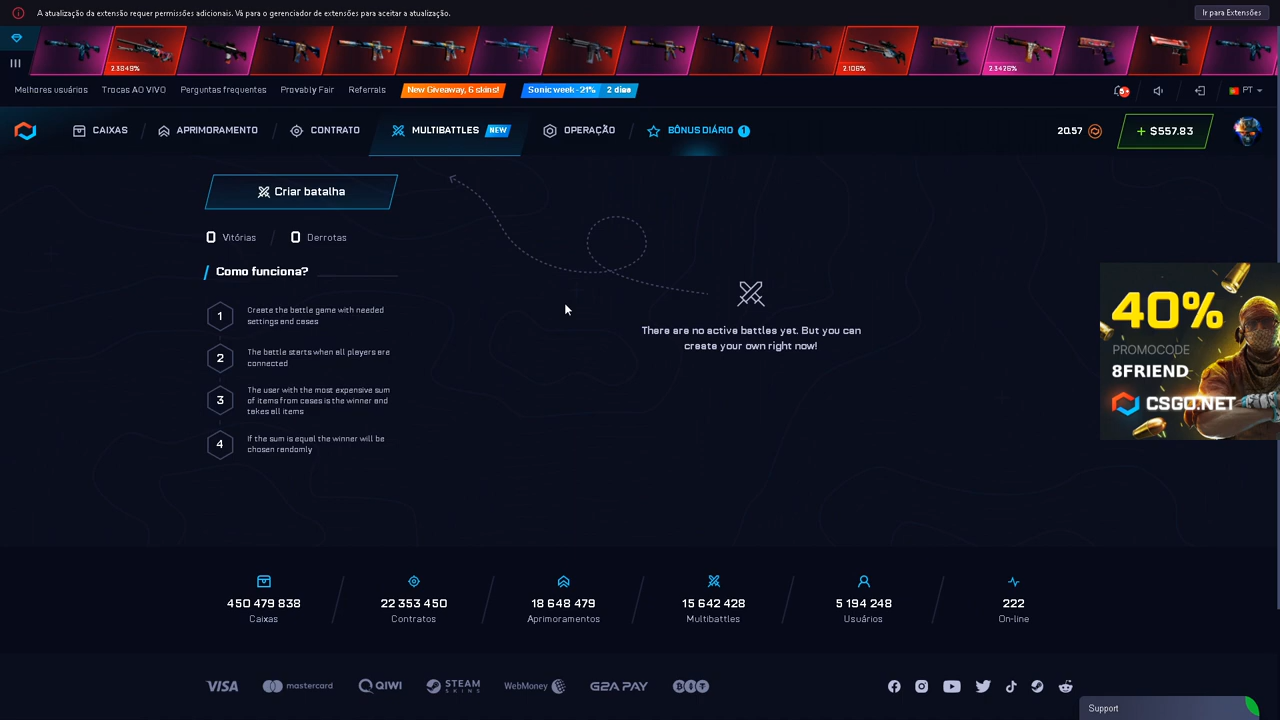 A atualização da extensão requer permissões adicionais. Vá para o gerenciador de extensões para aceitar a atualização.
Ir para Extensões
2.3849%
2.106%
2.3426%
Melhores usuários
Trocas AO VIVO
Perguntas frequentes
Provably Fair
Referrals
New Giveaway, 6 skins!
Sonic week -21%
2 dias
5+
PT
CAIXAS
APRIMORAMENTO
CONTRATO
MULTIBATTLES NEW
OPERAÇÃO
BÔNUS DIÁRIO 1
20.57
+ $557.83
Criar batalha
0 Vitórias
0 Derrotas
Como funciona?
1
Create the battle game with needed
settings and cases
2
The battle starts when all players are
connected
3
The user with the most expensive sum
of items from cases is the winner and
takes all items
4
If the sum is equal the winner will be
chosen randomly
There are no active battles yet. But you can
create your own right now!
40%
PROMOCODE
8FRIEND
CSGO.NET
450 479 838
Caixas
22 353 450
Contratos
18 648 479
Aprimoramentos
15 642 428
Multibattles
5 194 248
Usuários
222
On-line
VISA
mastercard
QIWI
STEAM
SKINS
WebMoney
G2A PAY
Support